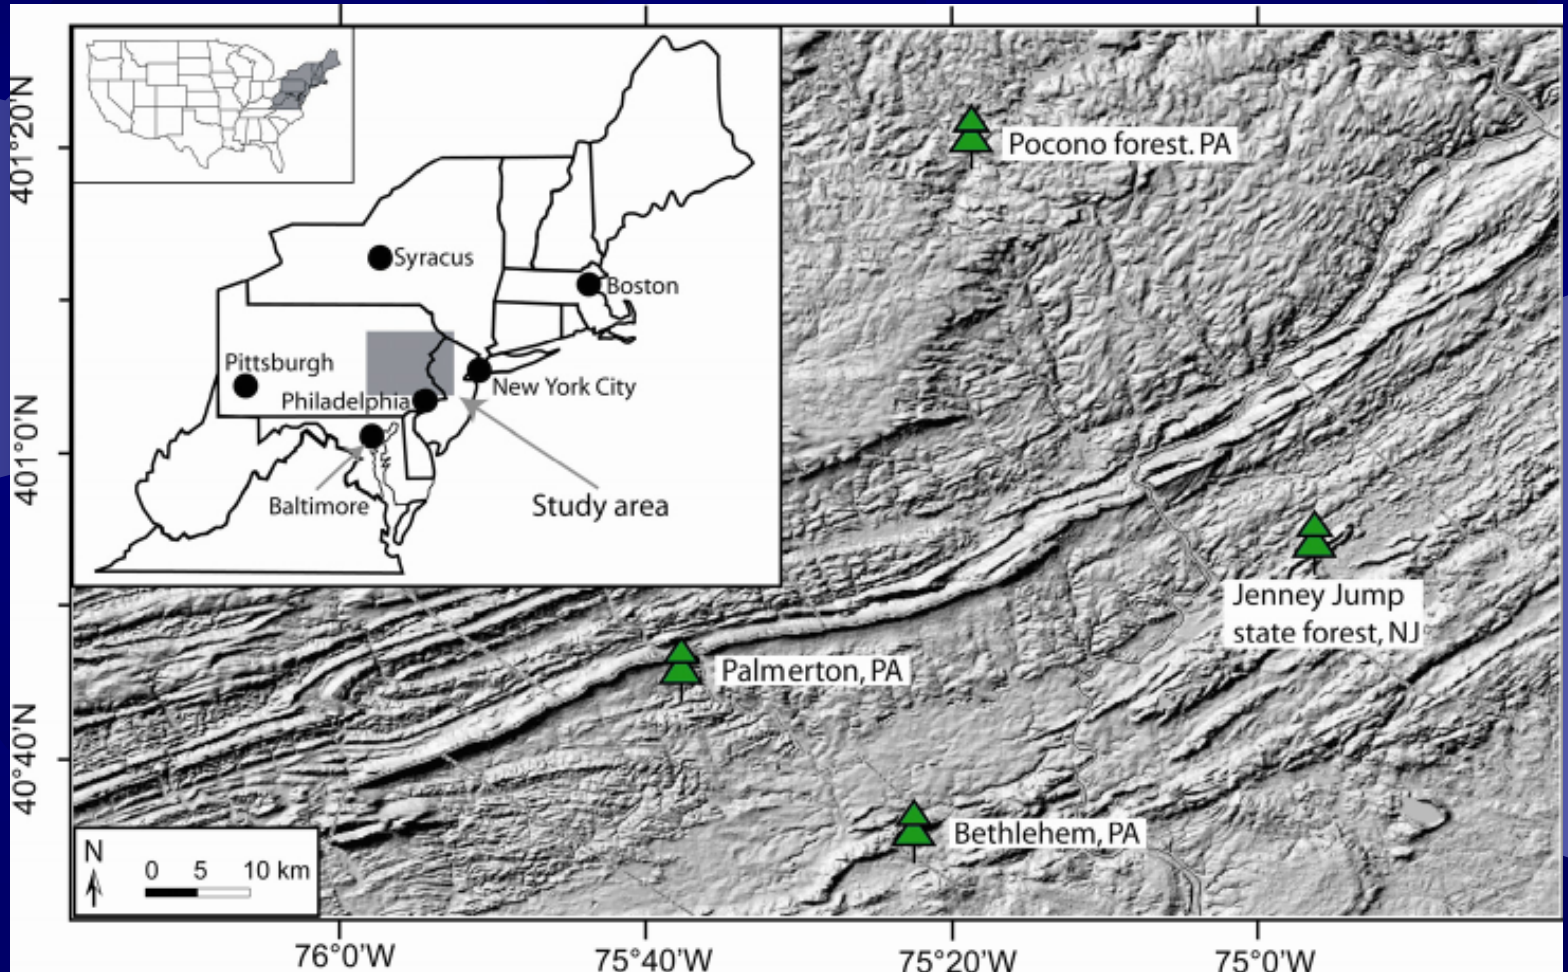 401°20'N
401°0'N
40°40'N
Syracus
Boston
Pittsburgh
New York City
Philadelphia
Baltimore
Study area
Pocono forest. PA
Jenney Jump
state forest, NJ
Palmerton, PA
Bethlehem, PA
N
0 5 10 km
76°0'W 75°40'W 75°20'W 75°0'W